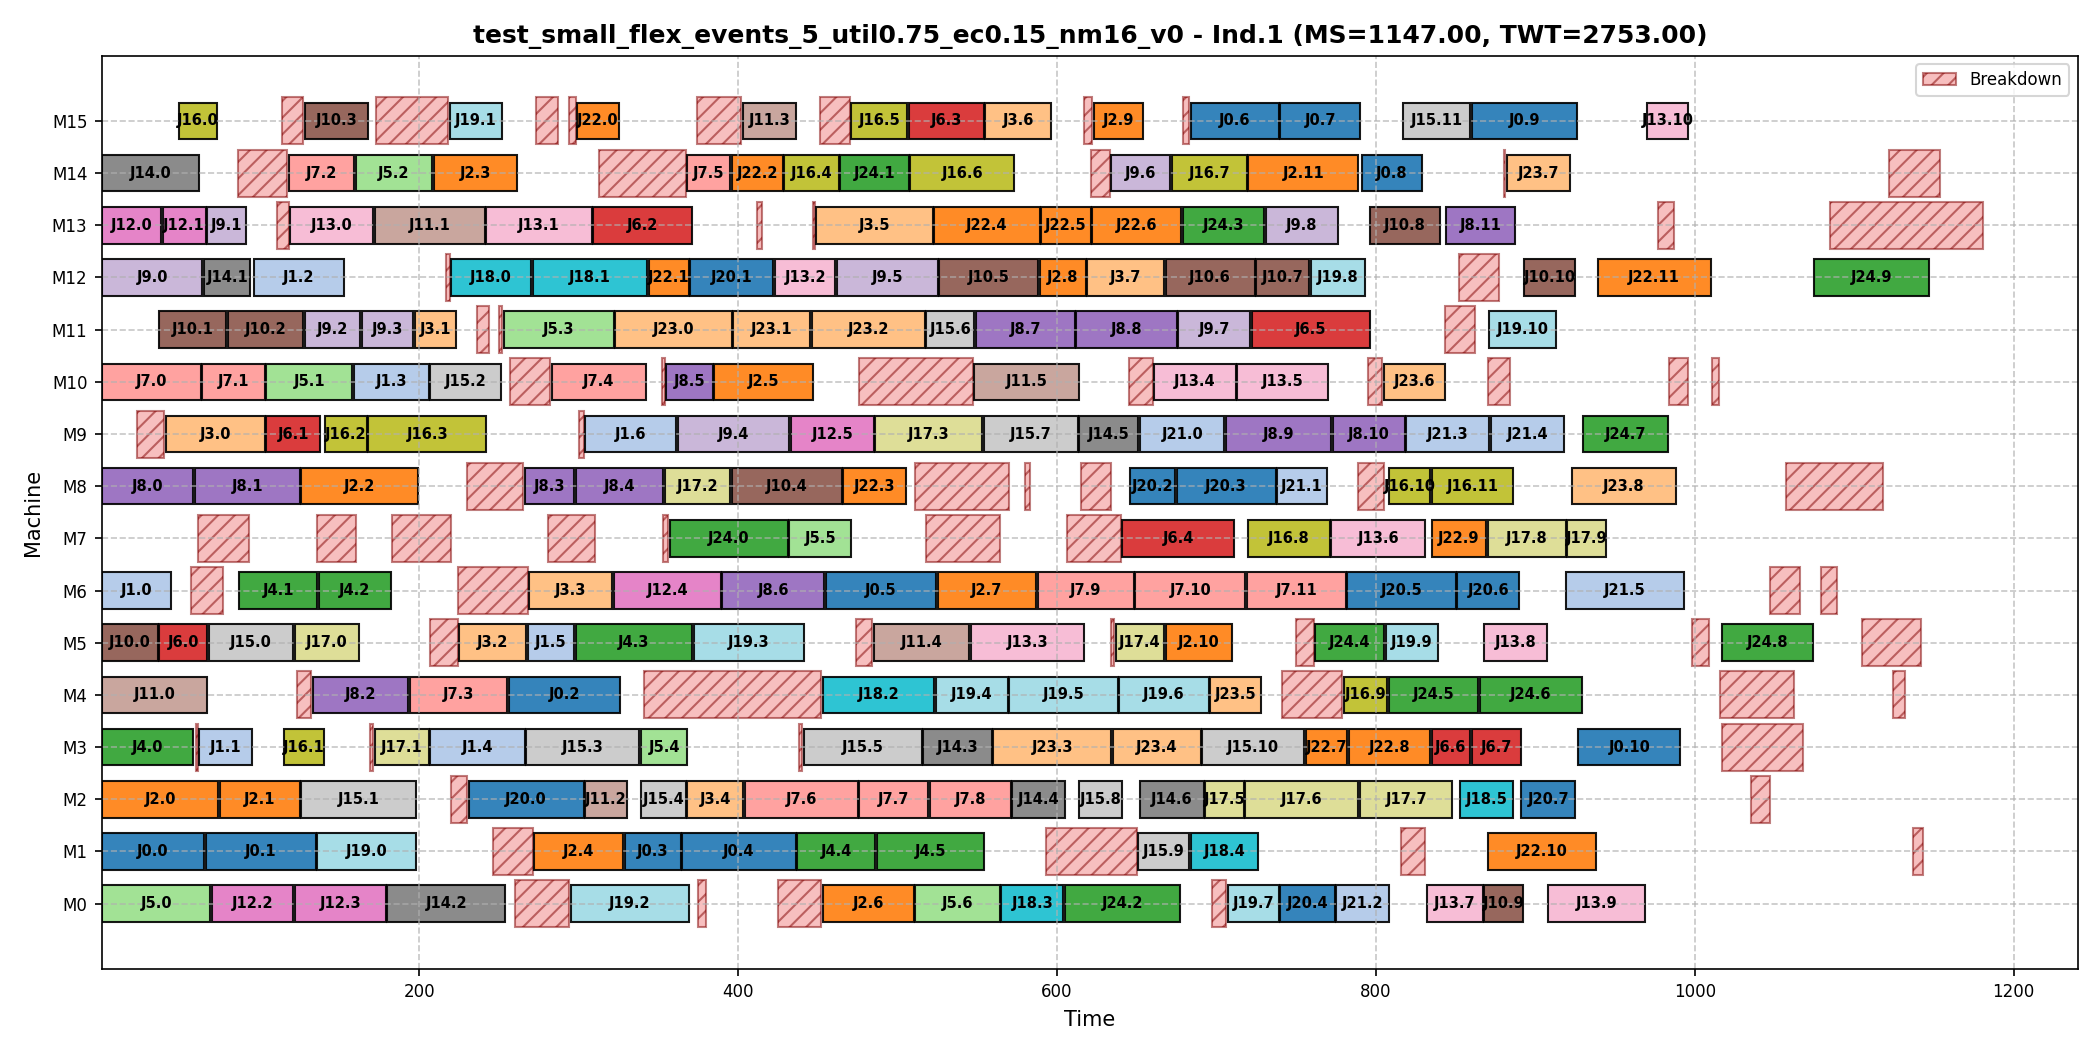 test_small_flex_events_5_util0.75_ec0.15_nm16_v0 - Ind.1 (MS=1147.00, TWT=2753.00)
Breakdown
M15 J16.0 J10.3 J19.1 J22.0 J11.3 J16.5 J6.3 J3.6 J2.9 J0.6 J0.7 J15.11 J0.9 J13.10
M14 J14.0 J7.2 J5.2 J2.3 J7.5 J22.2 J16.4 J24.1 J16.6 J9.6 J16.7 J2.11 J0.8 J23.7
M13 J12.0 J12.1 J9.1 J13.0 J11.1 J13.1 J6.2 J3.5 J22.4 J22.5 J22.6 J24.3 J9.8 J10.8 J8.11
M12 J9.0 J14.1 J1.2 J18.0 J18.1 J22.1 J20.1 J13.2 J9.5 J10.5 J2.8 J3.7 J10.6 J10.7 J19.8 J10.10 J22.11 J24.9
M11 J10.1 J10.2 J9.2 J9.3 J3.1 J5.3 J23.0 J23.1 J23.2 J15.6 J8.7 J8.8 J9.7 J6.5 J19.10
M10 J7.0 J7.1 J5.1 J1.3 J15.2 J7.4 J8.5 J2.5 J11.5 J13.4 J13.5 J23.6
M9 J3.0 J6.1 J16.2 J16.3 J1.6 J9.4 J12.5 J17.3 J15.7 J14.5 J21.0 J8.9 J8.10 J21.3 J21.4 J24.7
M8 J8.0 J8.1 J2.2 J8.3 J8.4 J17.2 J10.4 J22.3 J20.2 J20.3 J21.1 J16.10 J16.11 J23.8
M7 J24.0 J5.5 J6.4 J16.8 J13.6 J22.9 J17.8 J17.9
M6 J1.0 J4.1 J4.2 J3.3 J12.4 J8.6 J0.5 J2.7 J7.9 J7.10 J7.11 J20.5 J20.6 J21.5
M5 J10.0 J6.0 J15.0 J17.0 J3.2 J1.5 J4.3 J19.3 J11.4 J13.3 J17.4 J2.10 J24.4 J19.9 J13.8 J24.8
M4 J11.0 J8.2 J7.3 J0.2 J18.2 J19.4 J19.5 J19.6 J23.5 J16.9 J24.5 J24.6
M3 J4.0 J1.1 J16.1 J17.1 J1.4 J15.3 J5.4 J15.5 J14.3 J23.3 J23.4 J15.10 J22.7 J22.8 J6.6 J6.7 J0.10
M2 J2.0 J2.1 J15.1 J20.0 J11.2 J15.4 J3.4 J7.6 J7.7 J7.8 J14.4 J15.8 J14.6 J17.5 J17.6 J17.7 J18.5 J20.7
M1 J0.0 J0.1 J19.0 J2.4 J0.3 J0.4 J4.4 J4.5 J15.9 J18.4 J22.10
M0 J5.0 J12.2 J12.3 J14.2 J19.2 J2.6 J5.6 J18.3 J24.2 J19.7 J20.4 J21.2 J13.7 J10.9 J13.9
Machine
200 400 600 800 1000 1200
Time